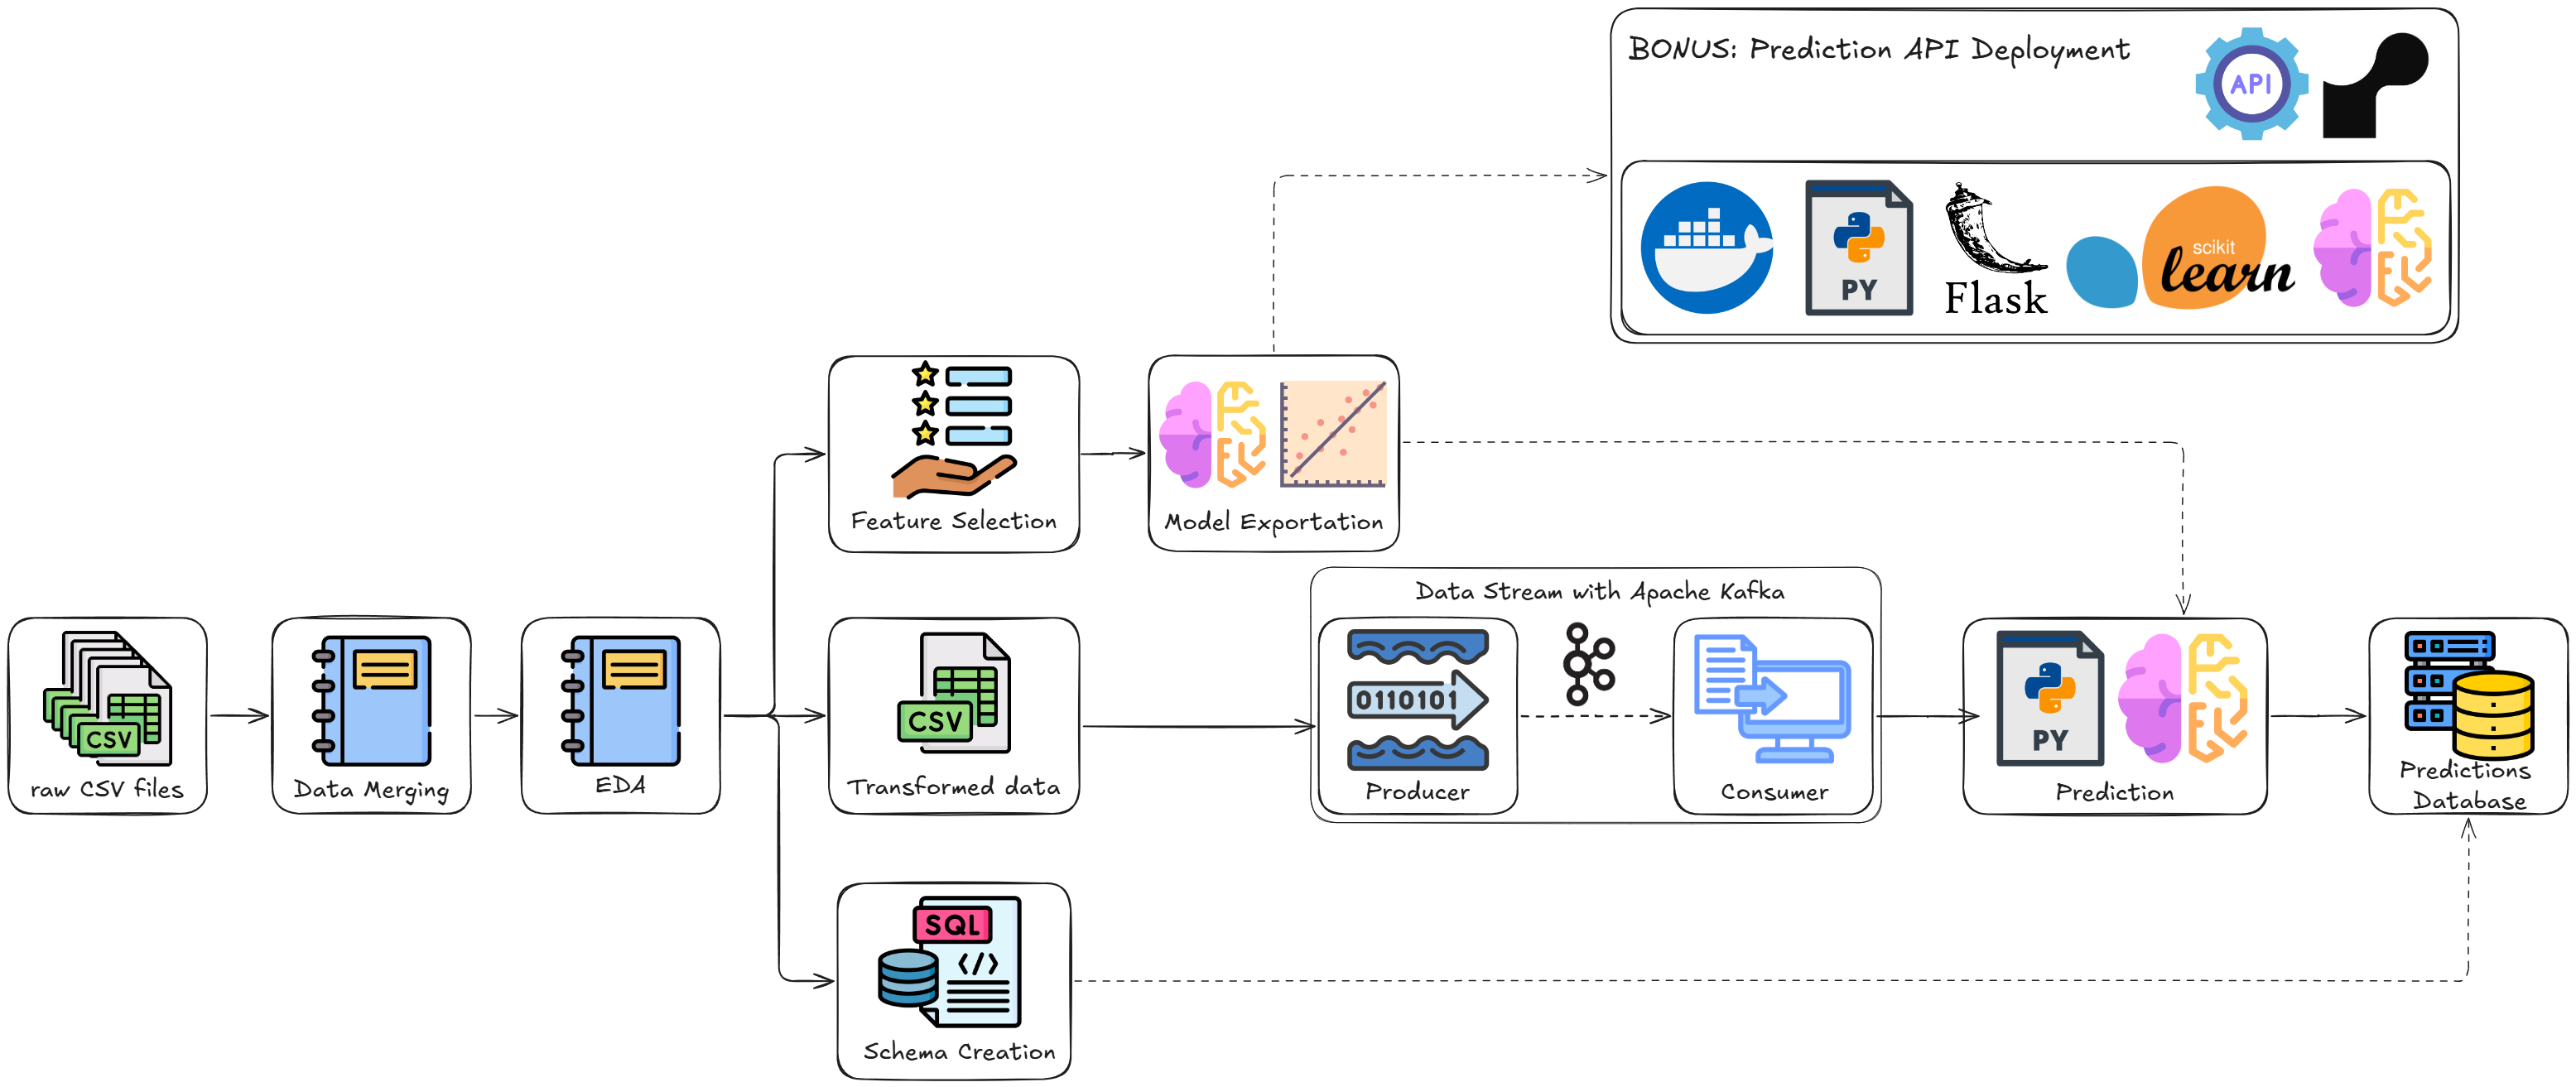 BONUS: Prediction API Deployment
API
PY
Flask
scikit
learn
Feature Selection
Model Exportation
Data Stream with Apache Kafka
CSV
raw CSV files
Data Merging
EDA
CSV
Transformed data
0110101
Producer
Consumer
PY
Prediction
Predictions
Database
SQL
</>
Schema Creation